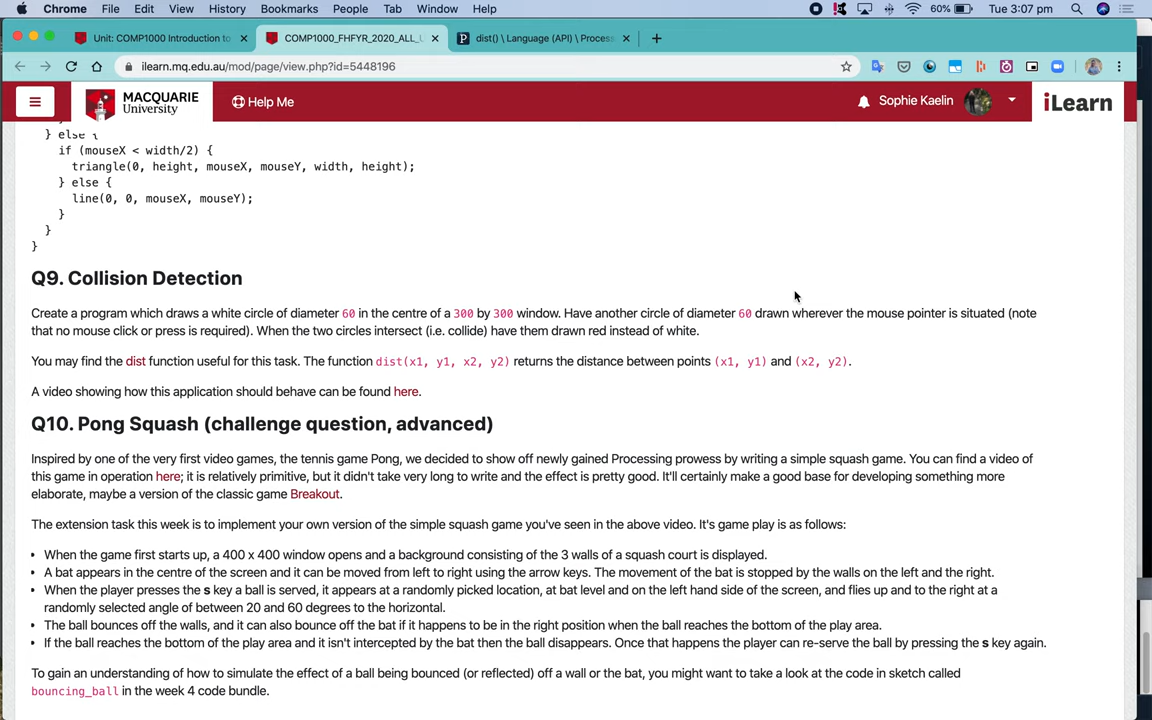 Chrome File Edit View History Bookmarks People Tab Window Help 60% Tue 3:07 pm
Unit: COMP1000 Introduction to COMP1000_FHFYR_2020_ALL_U dist() \ Language (API) \ Process
ilearn.mq.edu.au/mod/page/view.php?id=5448196
MACQUARIE University Help Me Sophie Kaelin iLearn
} else {
if (mouseX < width/2) {
triangle(0, height, mouseX, mouseY, width, height);
} else {
line(0, 0, mouseX, mouseY);
}
}
}
Q9. Collision Detection
Create a program which draws a white circle of diameter 60 in the centre of a 300 by 300 window. Have another circle of diameter 60 drawn wherever the mouse pointer is situated (note
that no mouse click or press is required). When the two circles intersect (i.e. collide) have them drawn red instead of white.
You may find the dist function useful for this task. The function dist(x1, y1, x2, y2) returns the distance between points (x1, y1) and (x2, y2).
A video showing how this application should behave can be found here.
Q10. Pong Squash (challenge question, advanced)
Inspired by one of the very first video games, the tennis game Pong, we decided to show off newly gained Processing prowess by writing a simple squash game. You can find a video of
this game in operation here; it is relatively primitive, but it didn't take very long to write and the effect is pretty good. It'll certainly make a good base for developing something more
elaborate, maybe a version of the classic game Breakout.
The extension task this week is to implement your own version of the simple squash game you've seen in the above video. It's game play is as follows:
• When the game first starts up, a 400 x 400 window opens and a background consisting of the 3 walls of a squash court is displayed.
• A bat appears in the centre of the screen and it can be moved from left to right using the arrow keys. The movement of the bat is stopped by the walls on the left and the right.
• When the player presses the s key a ball is served, it appears at a randomly picked location, at bat level and on the left hand side of the screen, and flies up and to the right at a
randomly selected angle of between 20 and 60 degrees to the horizontal.
• The ball bounces off the walls, and it can also bounce off the bat if it happens to be in the right position when the ball reaches the bottom of the play area.
• If the ball reaches the bottom of the play area and it isn't intercepted by the bat then the ball disappears. Once that happens the player can re-serve the ball by pressing the s key again.
To gain an understanding of how to simulate the effect of a ball being bounced (or reflected) off a wall or the bat, you might want to take a look at the code in sketch called
bouncing_ball in the week 4 code bundle.